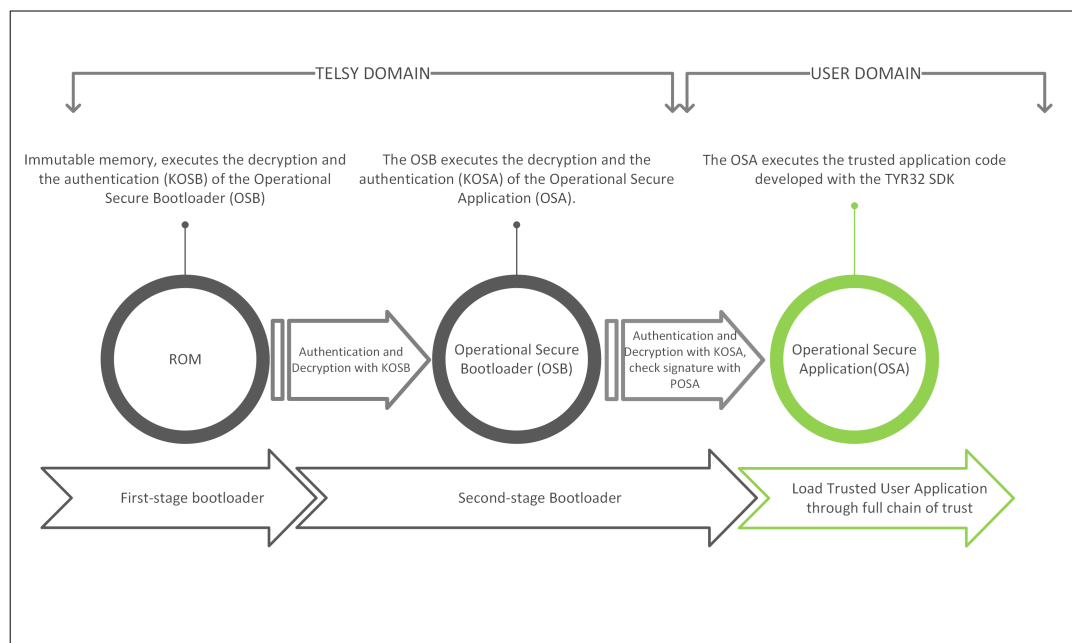 TELSY DOMAIN
USER DOMAIN
Immutable memory, executes the decryption and
the authentication (KOSB) of the Operational
Secure Bootloader (OSB)
The OSB executes the decryption and the
authentication (KOSA) of the Operational Secure
Application (OSA).
The OSA executes the trusted application code
developed with the TYR32 SDK
ROM
Authentication and
Decryption with KOSB
Operational Secure
Bootloader (OSB)
Authentication and
Decryption with KOSA,
check signature with
POSA
Operational Secure
Application(OSA)
First-stage bootloader
Second-stage Bootloader
Load Trusted User Application
through full chain of trust